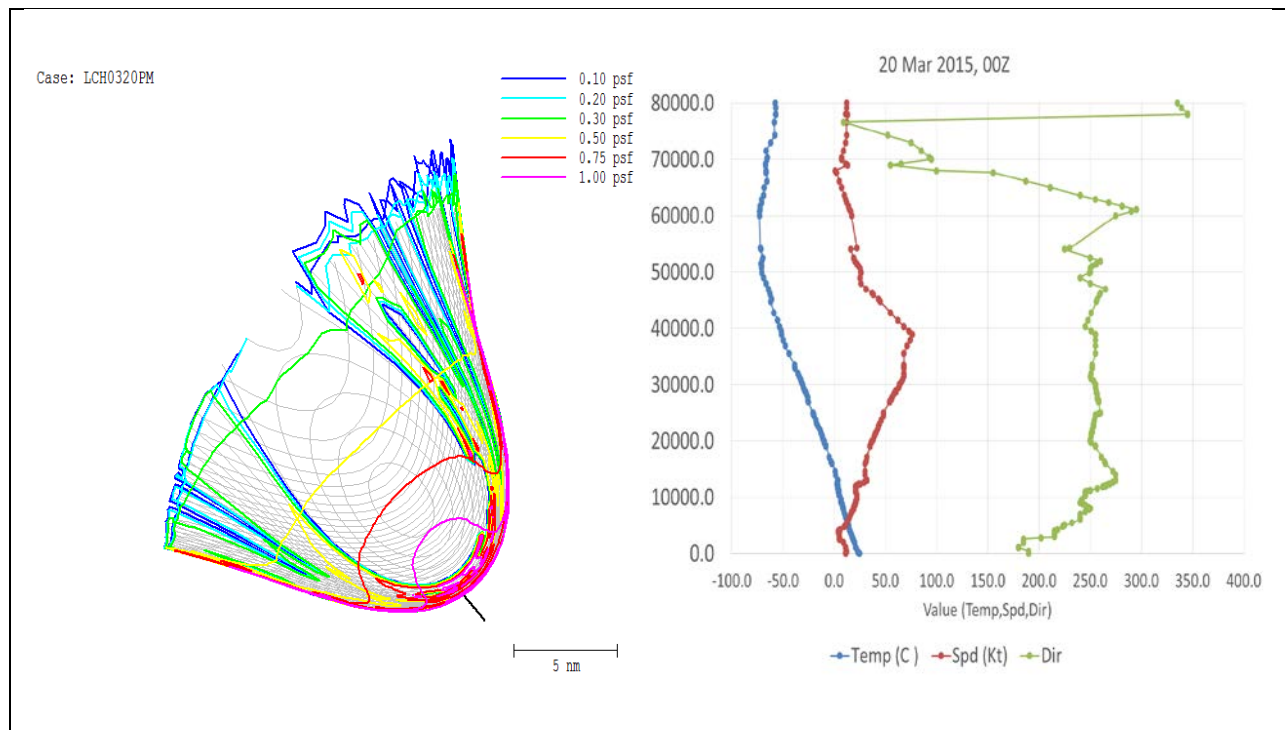 Case: LCH0320PM
0.10 psf
0.20 psf
0.30 psf
0.50 psf
0.75 psf
1.00 psf
5 nm
20 Mar 2015, 00Z
80000.0
70000.0
60000.0
50000.0
40000.0
30000.0
20000.0
10000.0
0.0
-100.0 -50.0 0.0 50.0 100.0 150.0 200.0 250.0 300.0 350.0 400.0
Value (Temp,Spd,Dir)
Temp (C ) Spd (Kt) Dir